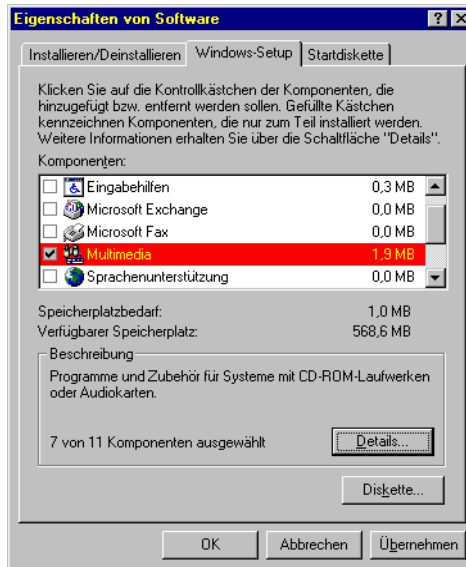 Eigenschaften von Software
Installieren/Deinstallieren Windows-Setup Startdiskette
Klicken Sie auf die Kontrollkästchen der Komponenten, die
hinzugefügt bzw. entfernt werden sollen. Gefüllte Kästchen
kennzeichnen Komponenten, die nur zum Teil installiert werden.
Weitere Informationen erhalten Sie über die Schaltfläche "Details".
Komponenten:
Eingabehilfen 0,3 MB
Microsoft Exchange 0,0 MB
Microsoft Fax 0,0 MB
Multimedia 1,9 MB
Sprachenunterstützung 0,0 MB
Speicherplatzbedarf: 1,0 MB
Verfügbarer Speicherplatz: 568,6 MB
Beschreibung
Programme und Zubehör für Systeme mit CD-ROM-Laufwerken
oder Audiokarten.
7 von 11 Komponenten ausgewählt Details...
Diskette...
OK Abbrechen Übernehmen